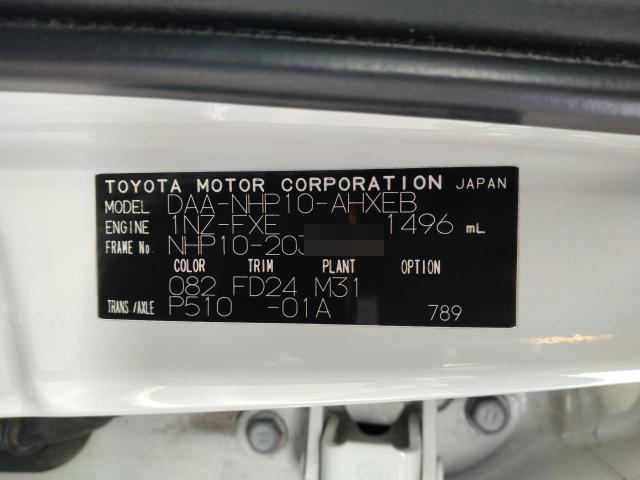 TOYOTA MOTOR CORPORATION JAPAN
MODEL DAA-NHP10-AHXEB
ENGINE 1NZ-FXE 1496 mL
FRAME No. NHP10-203
COLOR TRIM PLANT OPTION
082 FD24 M31
TRANS/AXLE P510 -01A 789